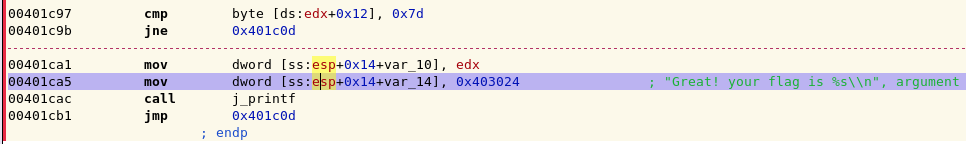 00401c97 cmp byte [ds:edx+0x12], 0x7d
00401c9b jne 0x401c0d
00401ca1 mov dword [ss:esp+0x14+var_10], edx
00401ca5 mov dword [ss:esp+0x14+var_14], 0x403024 ; "Great! your flag is %s\\n", argument
00401cac call j_printf
00401cb1 jmp 0x401c0d
; endp